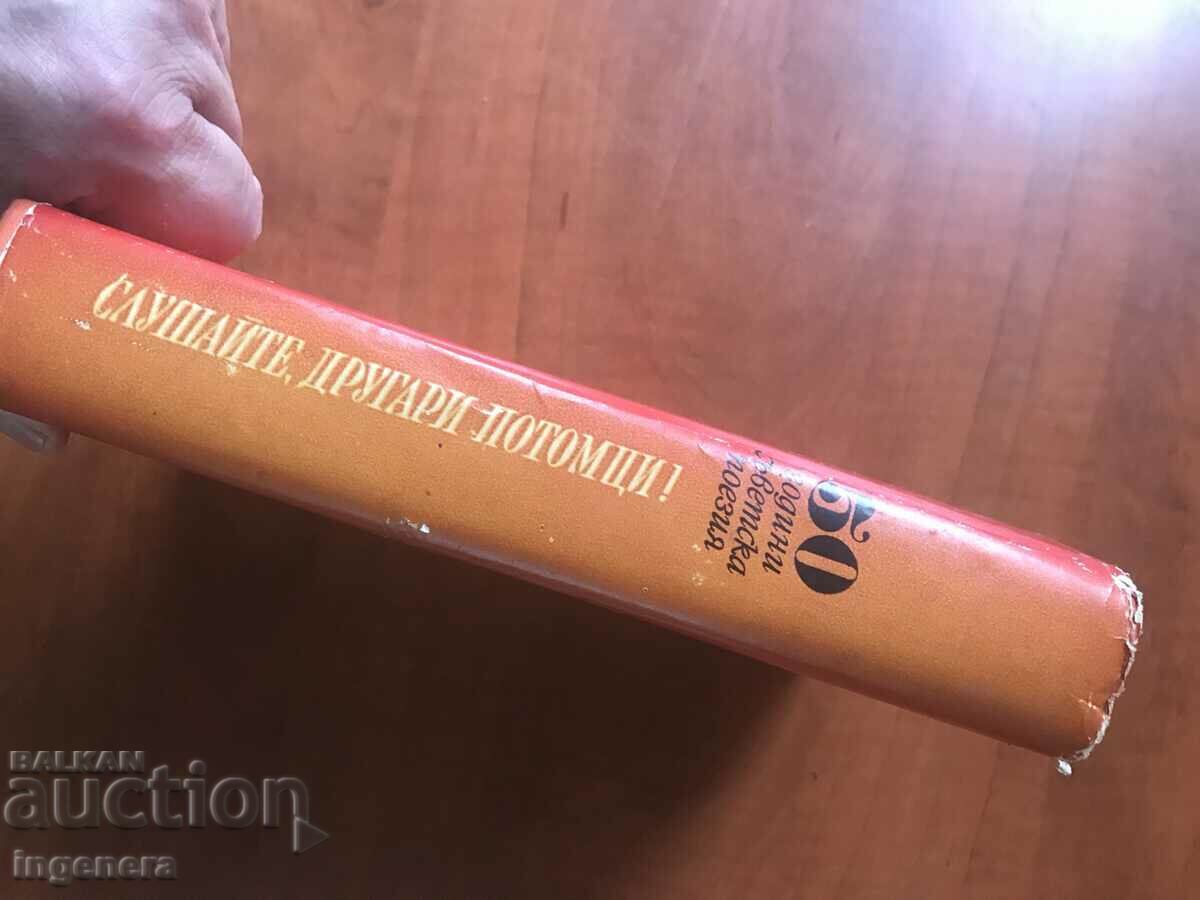 СЛУШАЙТЕ, ДРУГАРИ ПОТОМЦИ!
50
години
съветска
поезия
BALKAN
auction
ingenera